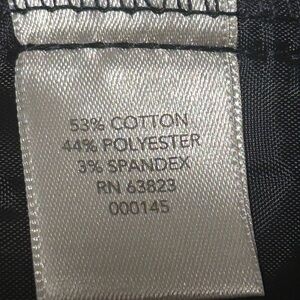 53% COTTON
44% POLYESTER
3% SPANDEX
RN 63823
000145